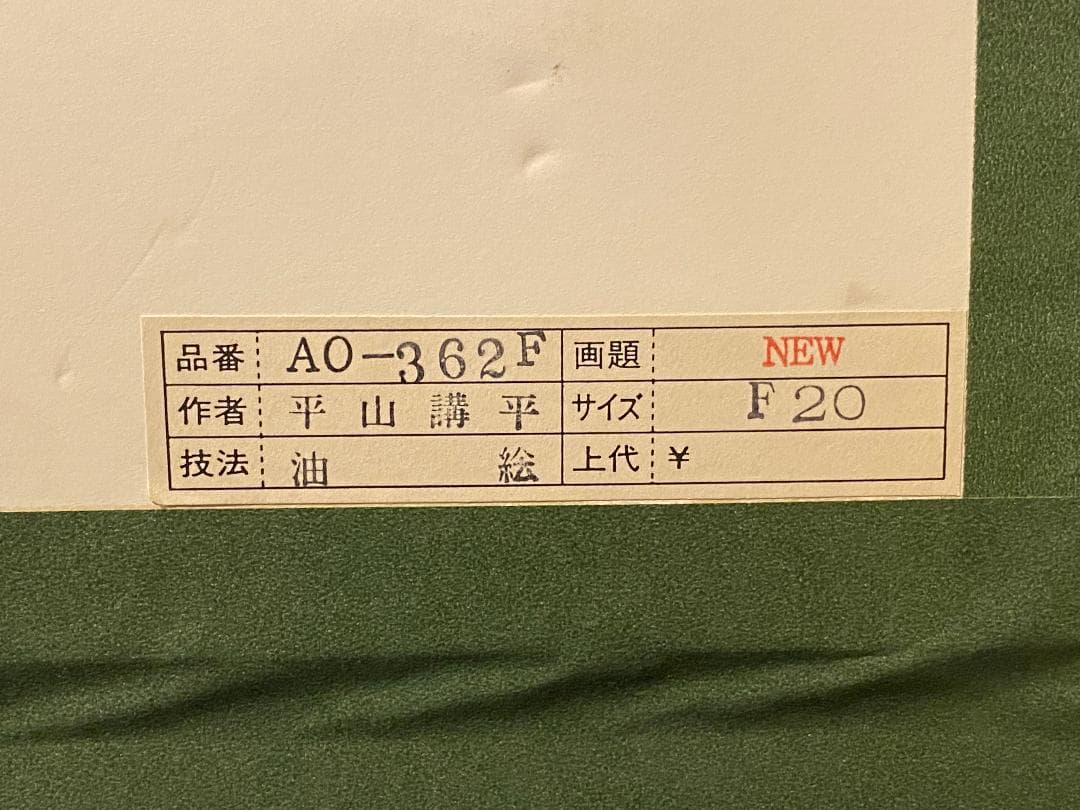 品番 AO-362F 画題 NEW
作者 平山講平 サイズ F20
技法 油絵 上代 ¥